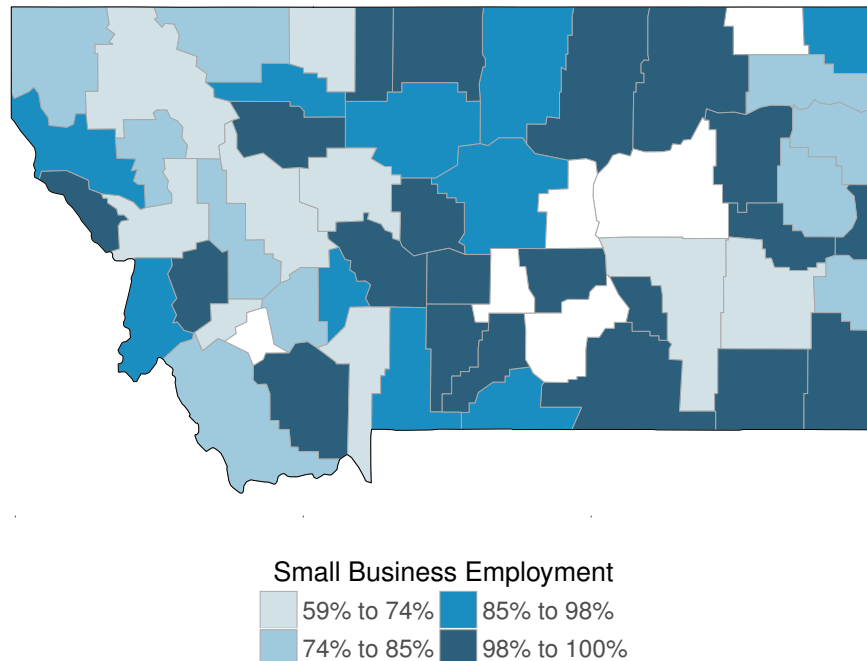 Small Business Employment
59% to 74% 85% to 98%
74% to 85% 98% to 100%